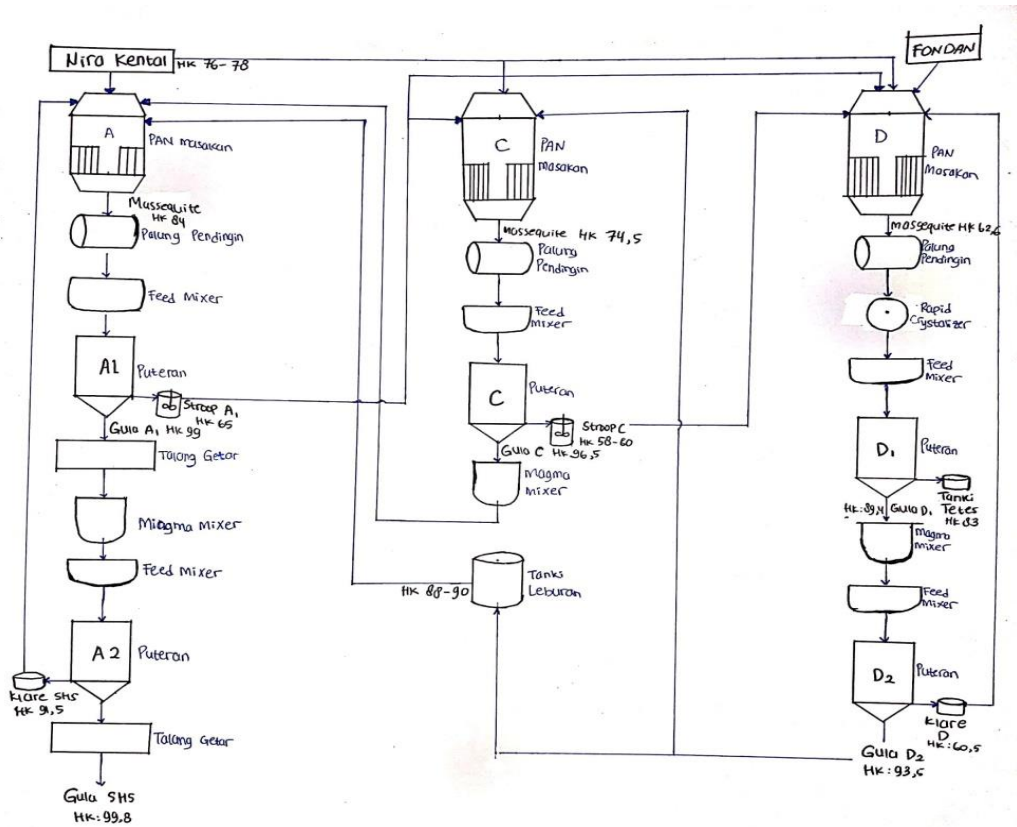 Nira Kental
HK 76-78
FONDAN
A
PAN masakan
Massequite
HK 84
Palung Pendingin
Feed Mixer
A1
Puteran
Stroop A1
HK 65
Gula A1 HK 99
Talang Getar
Miagma Mixer
Feed Mixer
A2
Puteran
Klare SHS
HK 91,5
Talang Getar
Gula SHS
HK: 99,8
C
PAN
Masakan
Massequite HK 74,5
Palung
Pendingin
Feed
Mixer
C
Puteran
Stroop C
HK 58-60
Gula C HK 96,5
Magma
Mixer
HK 88-90
Tanki
Leburan
D
PAN
Masakan
Massequite HK 62,6
Palung
Pendingin
Rapid
Crystalizer
Feed
Mixer
D1
Puteran
Tanki
Tetes
HK 33
HK: 89,4 Gula D1
Magma
mixer
Feed
Mixer
D2
Puteran
Klare
D
HK: 60,5
Gula D2
HK: 93,5